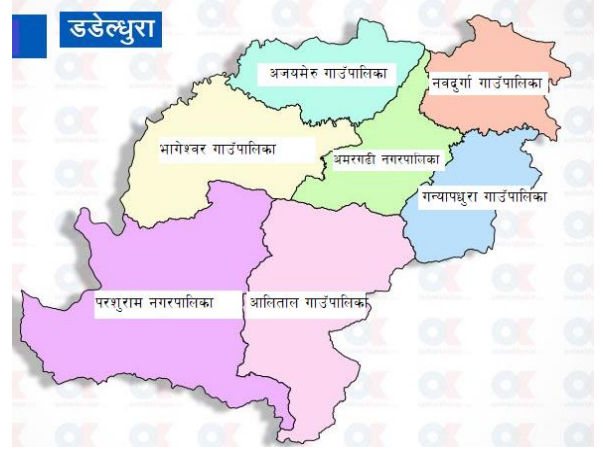 डडेल्धुरा
अजयमेरु गाउँपालिका
नवदुर्गा गाउँपालिका
भागेश्वर गाउँपालिका
अमरगढी नगरपालिका
गन्यापधुरा गाउँपालिका
परशुराम नगरपालिका
आलिताल गाउँपालिका